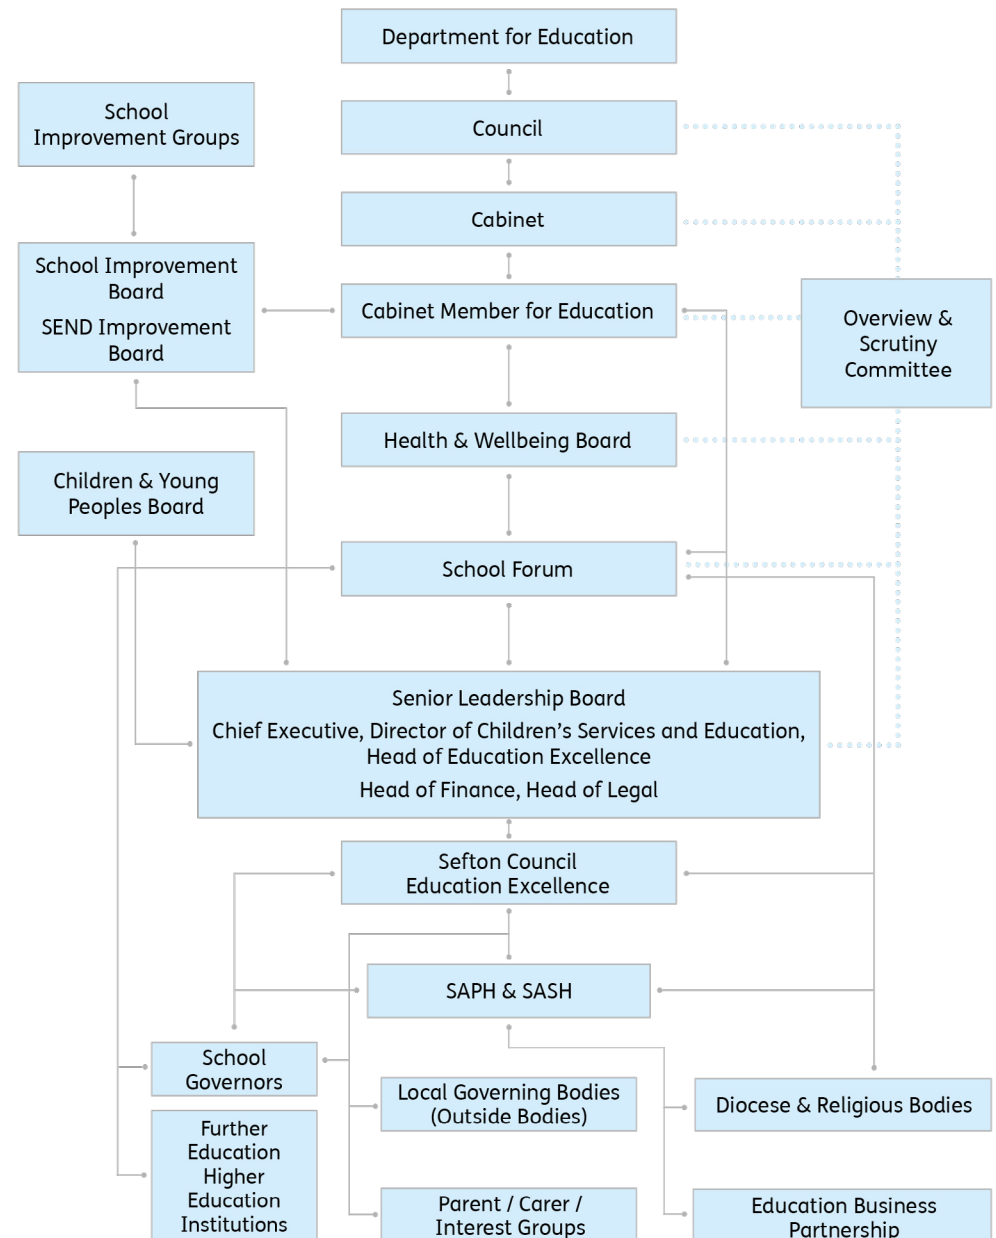 Department for Education
School
Improvement Groups
Council
Cabinet
School Improvement
Board
SEND Improvement
Board
Cabinet Member for Education
Overview &
Scrutiny
Committee
Health & Wellbeing Board
Children & Young
Peoples Board
School Forum
Senior Leadership Board
Chief Executive, Director of Children’s Services and Education,
Head of Education Excellence
Head of Finance, Head of Legal
Sefton Council
Education Excellence
SAPH & SASH
School
Governors
Local Governing Bodies
(Outside Bodies)
Diocese & Religious Bodies
Further
Education
Higher
Education
Institutions
Parent / Carer /
Interest Groups
Education Business
Partnership